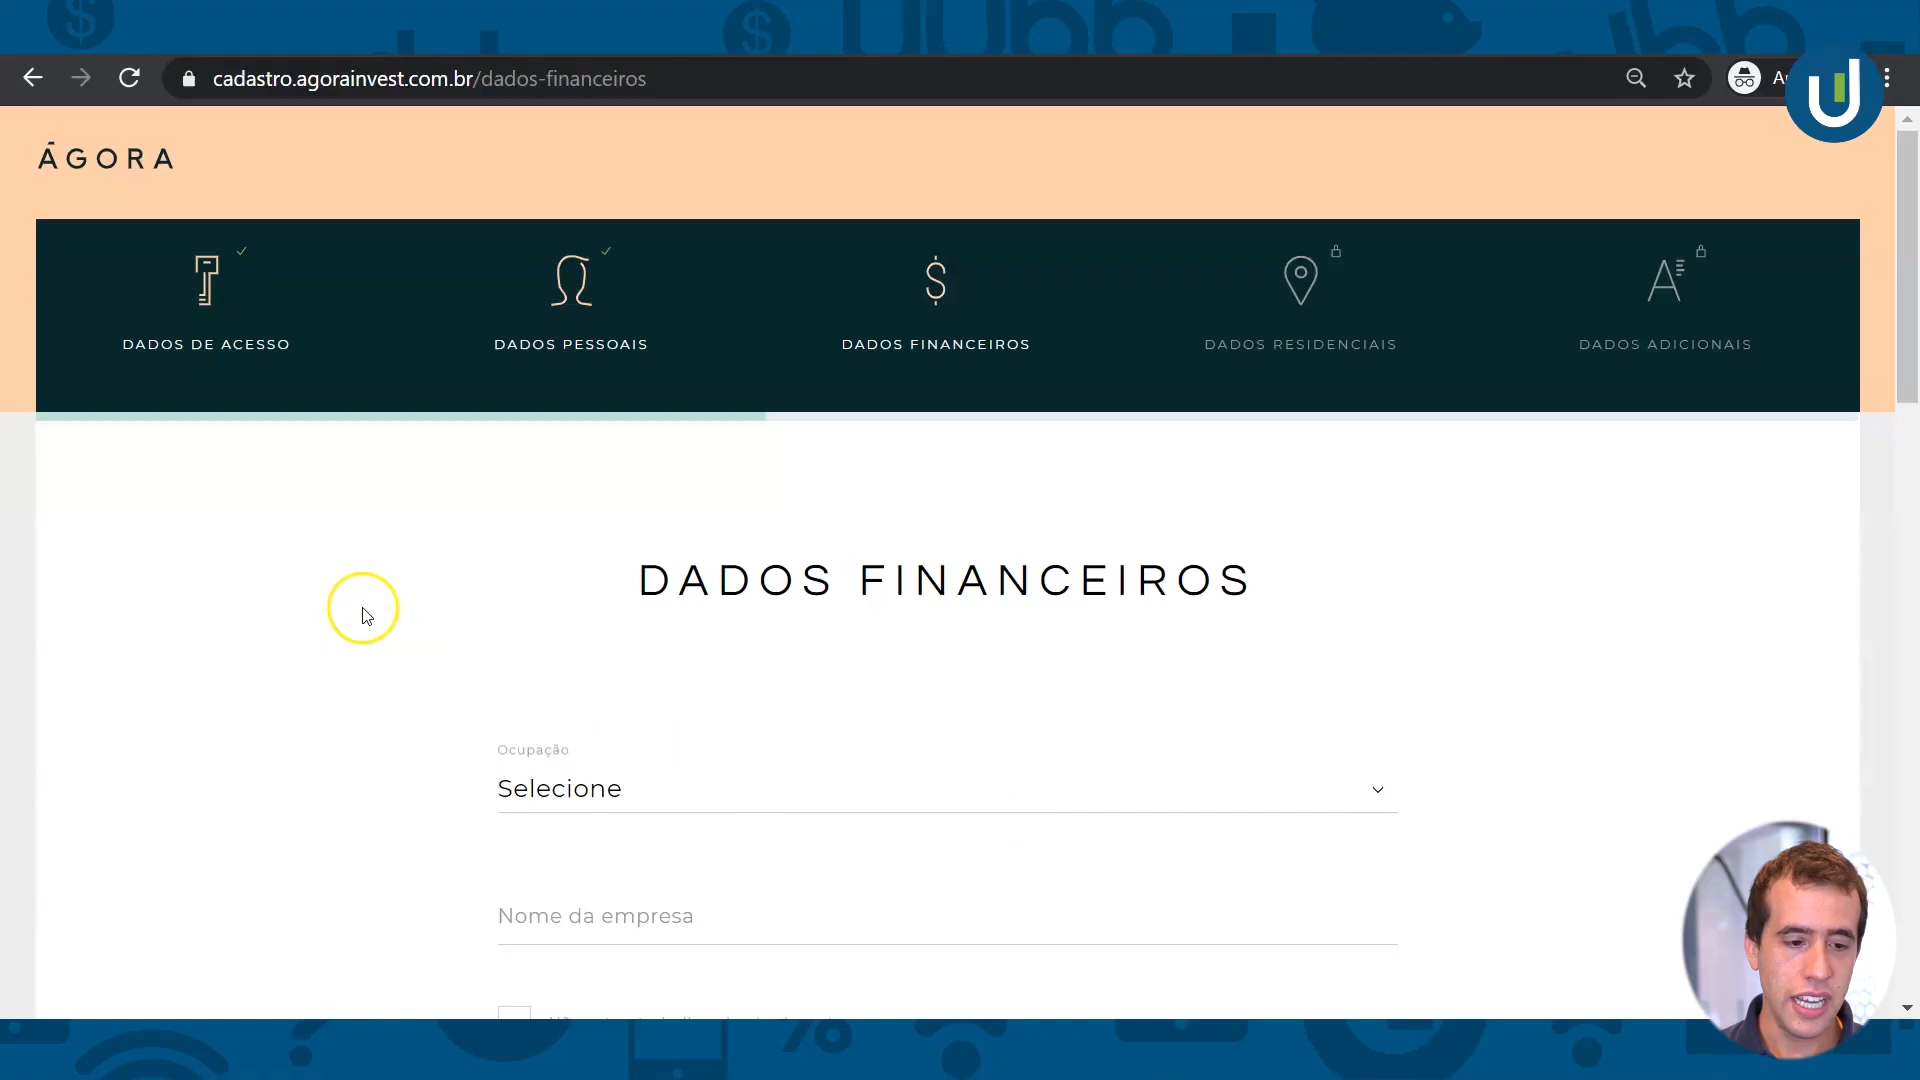 cadastro.agorainvest.com.br/dados-financeiros
ÁGORA
DADOS DE ACESSO
DADOS PESSOAIS
DADOS FINANCEIROS
DADOS RESIDENCIAIS
DADOS ADICIONAIS
DADOS FINANCEIROS
Ocupação
Selecione
Nome da empresa